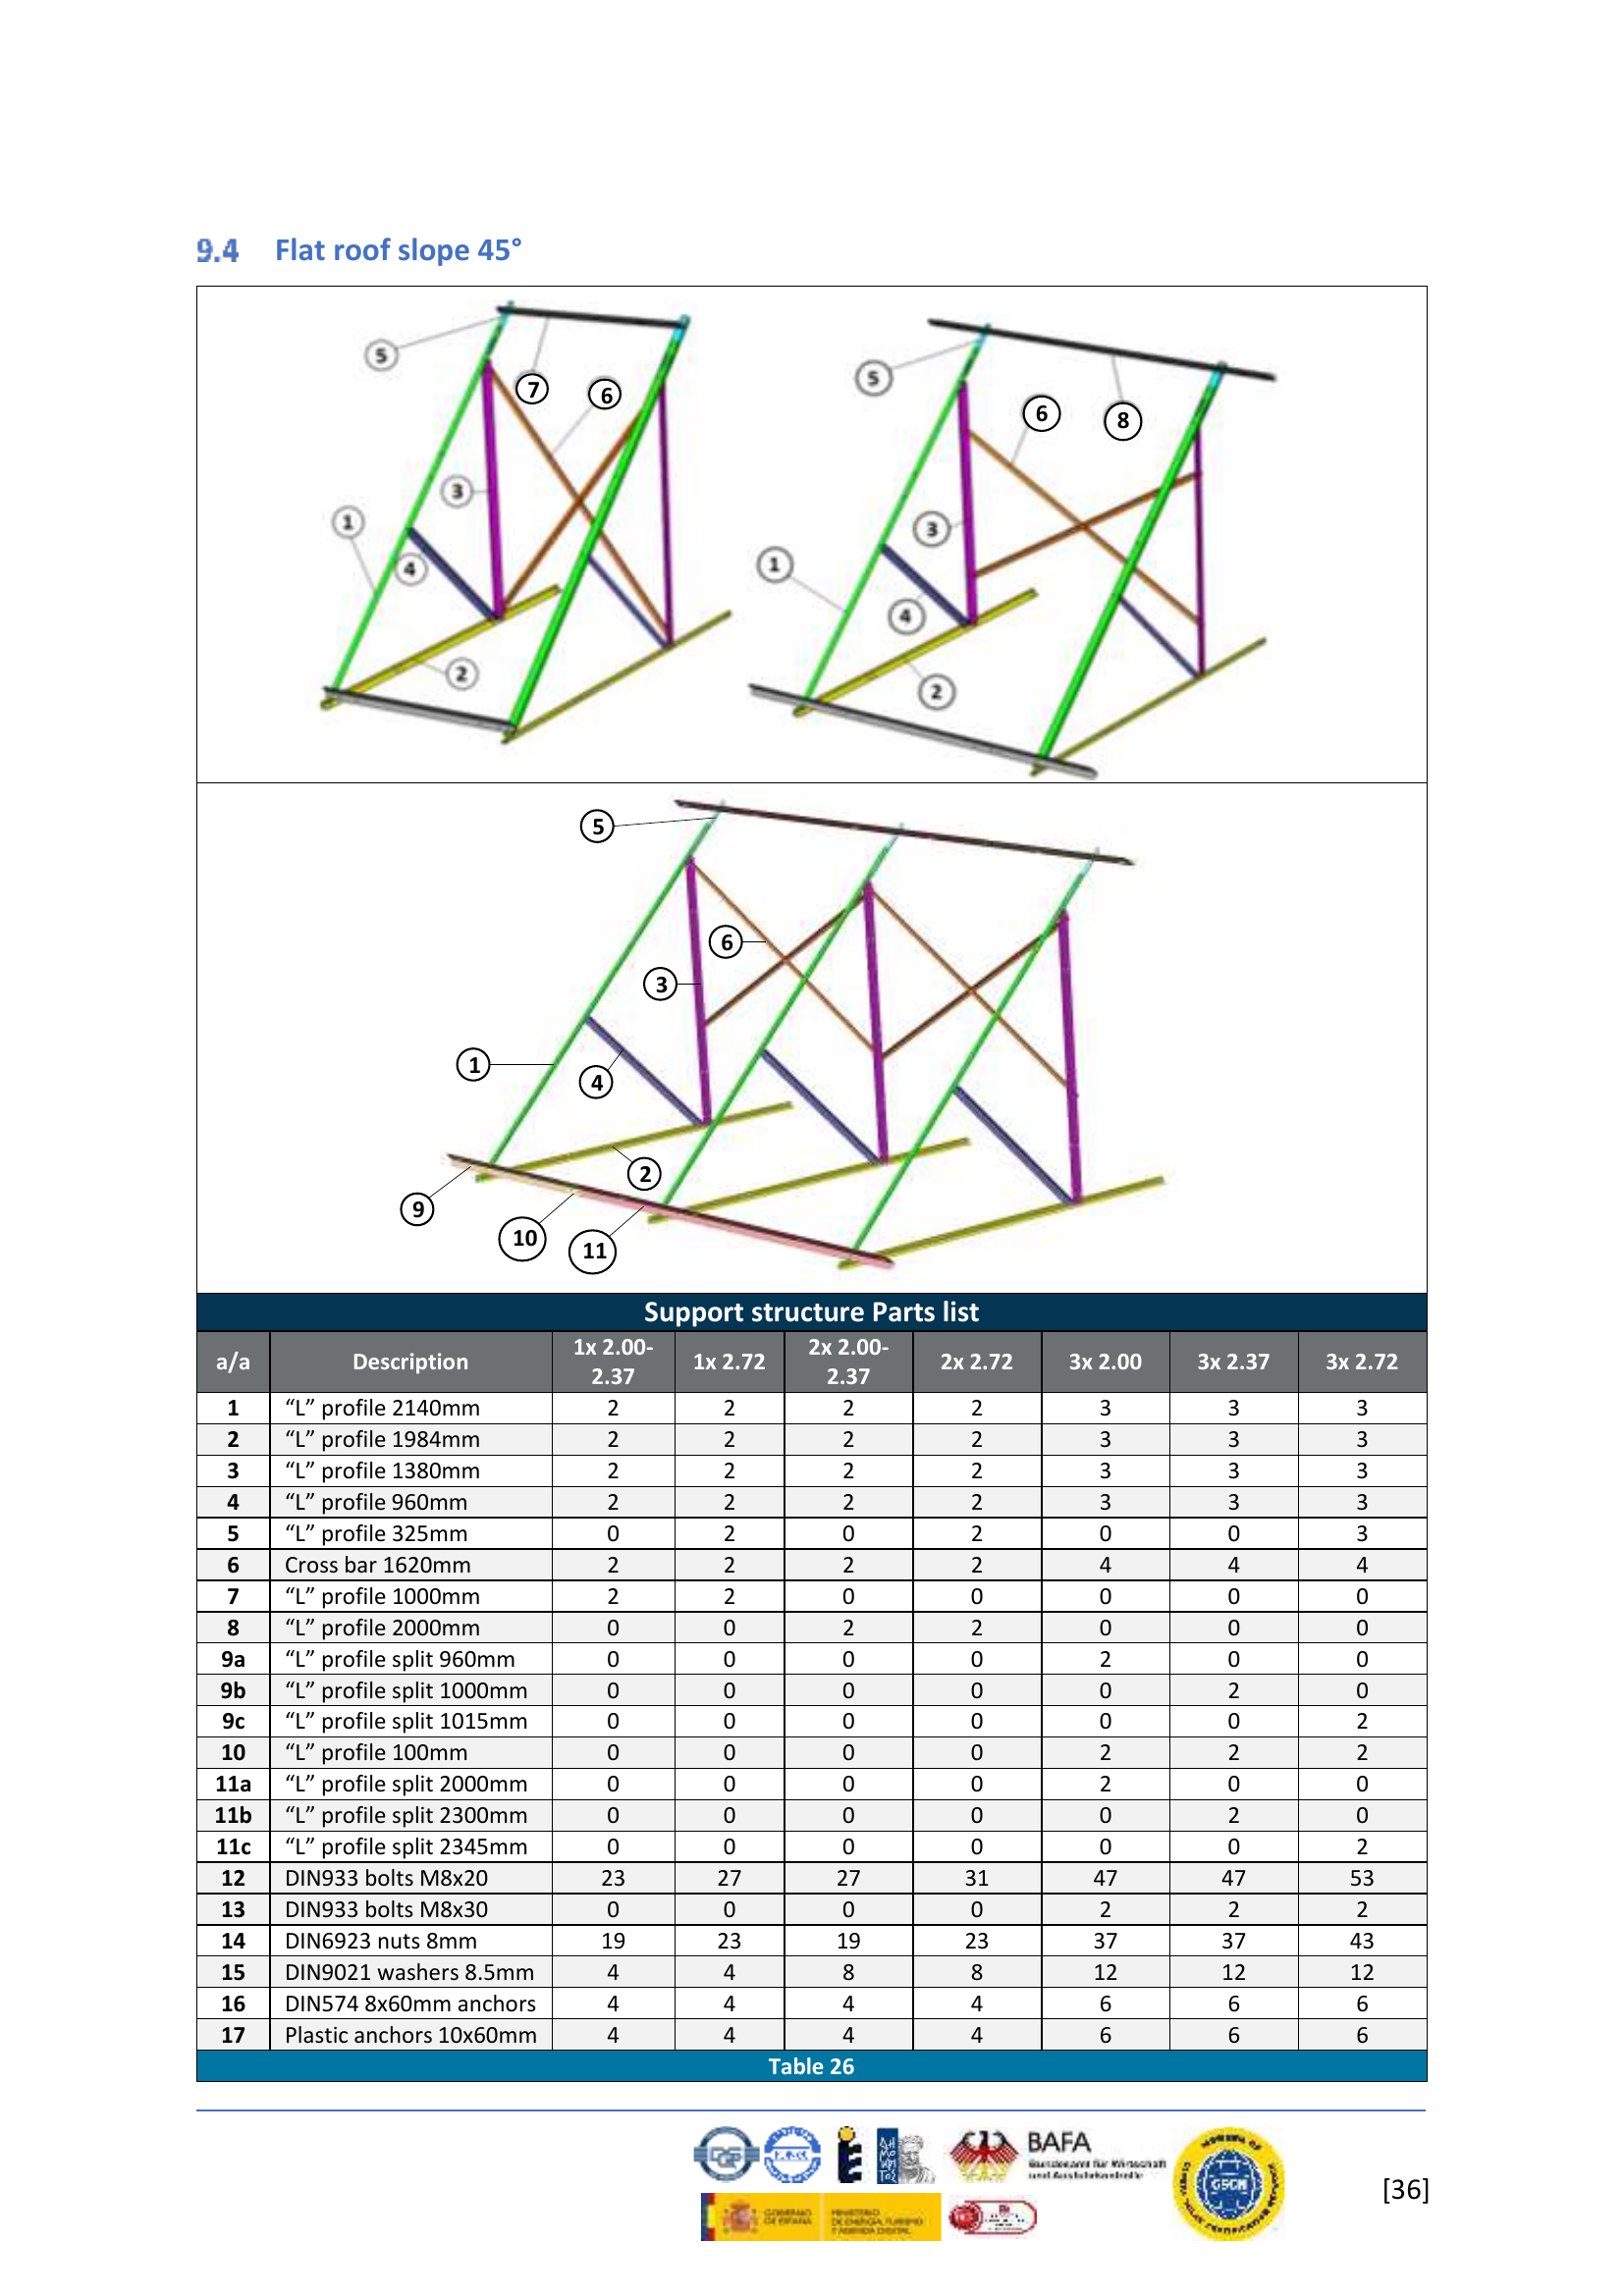 9.4 Flat roof slope 45°
5
7
6
3
1
4
2
5
6
8
3
1
4
2
5
6
3
1
4
2
9
10
11
Support structure Parts list
a/a Description 1x 2.00-2.37 1x 2.72 2x 2.00-2.37 2x 2.72 3x 2.00 3x 2.37 3x 2.72
1 “L” profile 2140mm 2 2 2 2 3 3 3
2 “L” profile 1984mm 2 2 2 2 3 3 3
3 “L” profile 1380mm 2 2 2 2 3 3 3
4 “L” profile 960mm 2 2 2 2 3 3 3
5 “L” profile 325mm 0 2 0 2 0 0 3
6 Cross bar 1620mm 2 2 2 2 4 4 4
7 “L” profile 1000mm 2 2 0 0 0 0 0
8 “L” profile 2000mm 0 0 2 2 0 0 0
9a “L” profile split 960mm 0 0 0 0 2 0 0
9b “L” profile split 1000mm 0 0 0 0 0 2 0
9c “L” profile split 1015mm 0 0 0 0 0 0 2
10 “L” profile 100mm 0 0 0 0 2 2 2
11a “L” profile split 2000mm 0 0 0 0 2 0 0
11b “L” profile split 2300mm 0 0 0 0 0 2 0
11c “L” profile split 2345mm 0 0 0 0 0 0 2
12 DIN933 bolts M8x20 23 27 27 31 47 47 53
13 DIN933 bolts M8x30 0 0 0 0 2 2 2
14 DIN6923 nuts 8mm 19 23 19 23 37 37 43
15 DIN9021 washers 8.5mm 4 4 8 8 12 12 12
16 DIN574 8x60mm anchors 4 4 4 4 6 6 6
17 Plastic anchors 10x60mm 4 4 4 4 6 6 6
Table 26
BAFA
Bundesamt für Wirtschaft
und Ausfuhrkontrolle
GOBIERNO
DE ESPAÑA
MINISTERIO
DE ENERGÍA, TURISMO
Y AGENDA DIGITAL
[36]